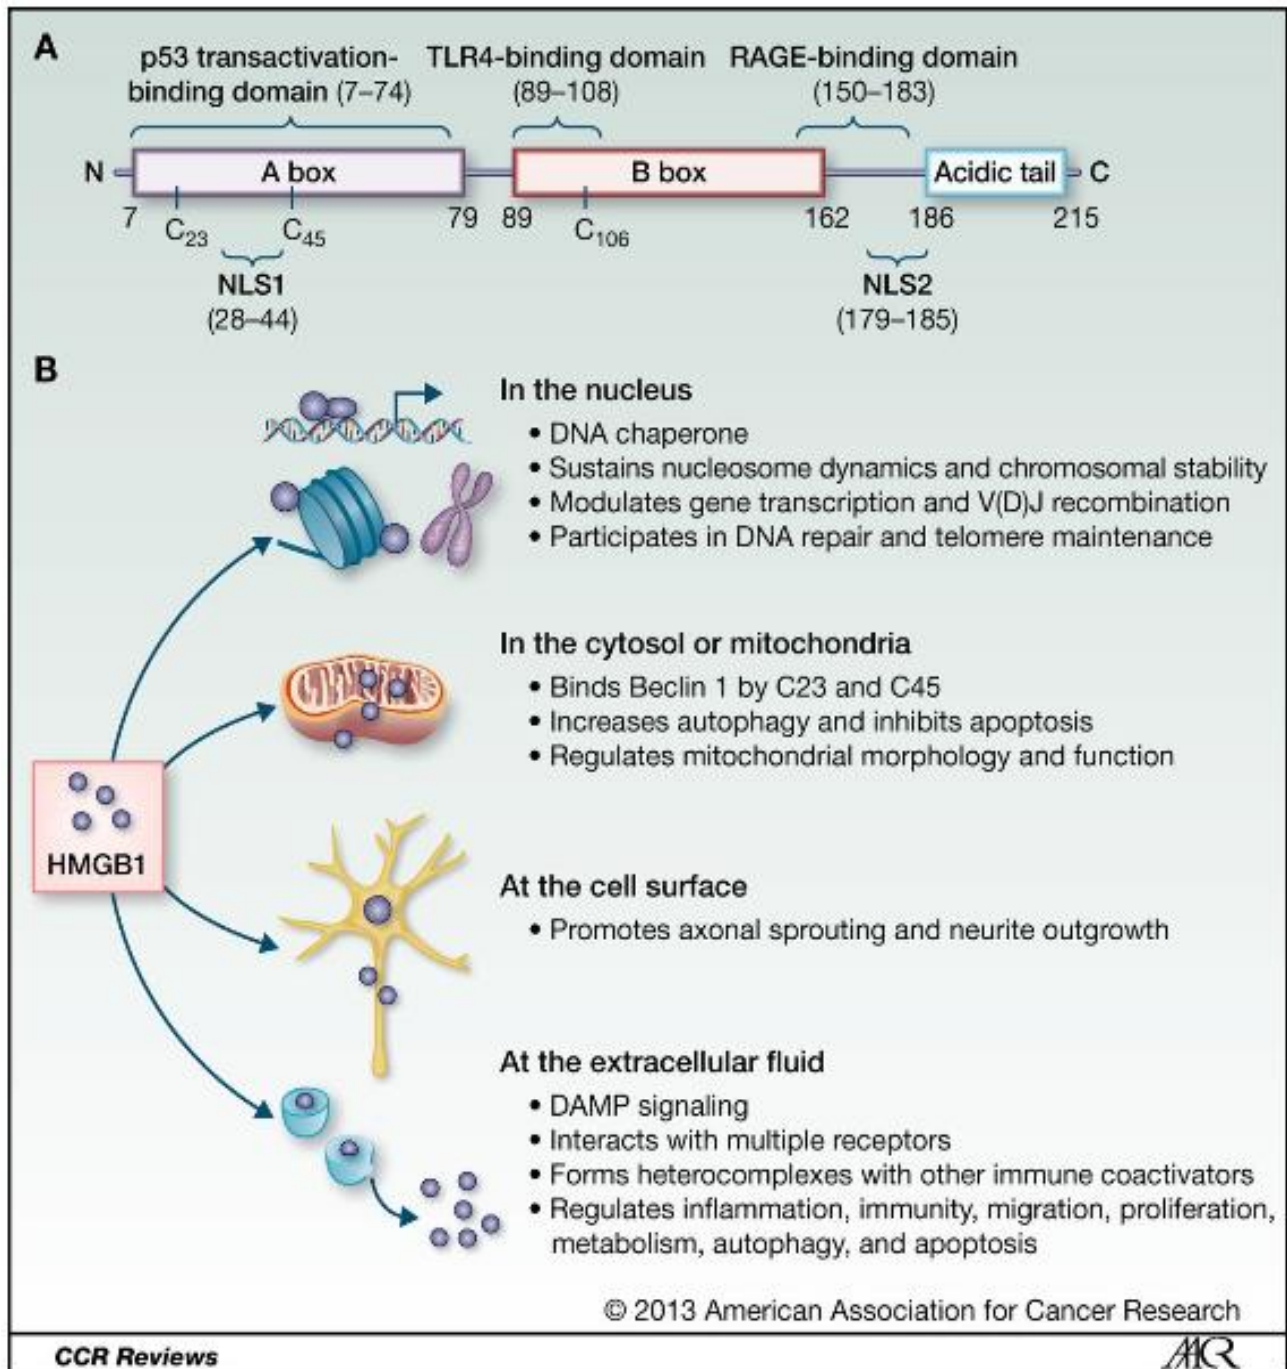 A
p53 transactivation-
binding domain (7–74)
TLR4-binding domain
(89–108)
RAGE-binding domain
(150–183)
N
A box
B box
Acidic tail
C
7
C23
C45
79
89
C106
162
186
215
NLS1
(28–44)
NLS2
(179–185)
B
In the nucleus
• DNA chaperone
• Sustains nucleosome dynamics and chromosomal stability
• Modulates gene transcription and V(D)J recombination
• Participates in DNA repair and telomere maintenance
In the cytosol or mitochondria
• Binds Beclin 1 by C23 and C45
• Increases autophagy and inhibits apoptosis
• Regulates mitochondrial morphology and function
HMGB1
At the cell surface
• Promotes axonal sprouting and neurite outgrowth
At the extracellular fluid
• DAMP signaling
• Interacts with multiple receptors
• Forms heterocomplexes with other immune coactivators
• Regulates inflammation, immunity, migration, proliferation,
metabolism, autophagy, and apoptosis
© 2013 American Association for Cancer Research
CCR Reviews
AACR